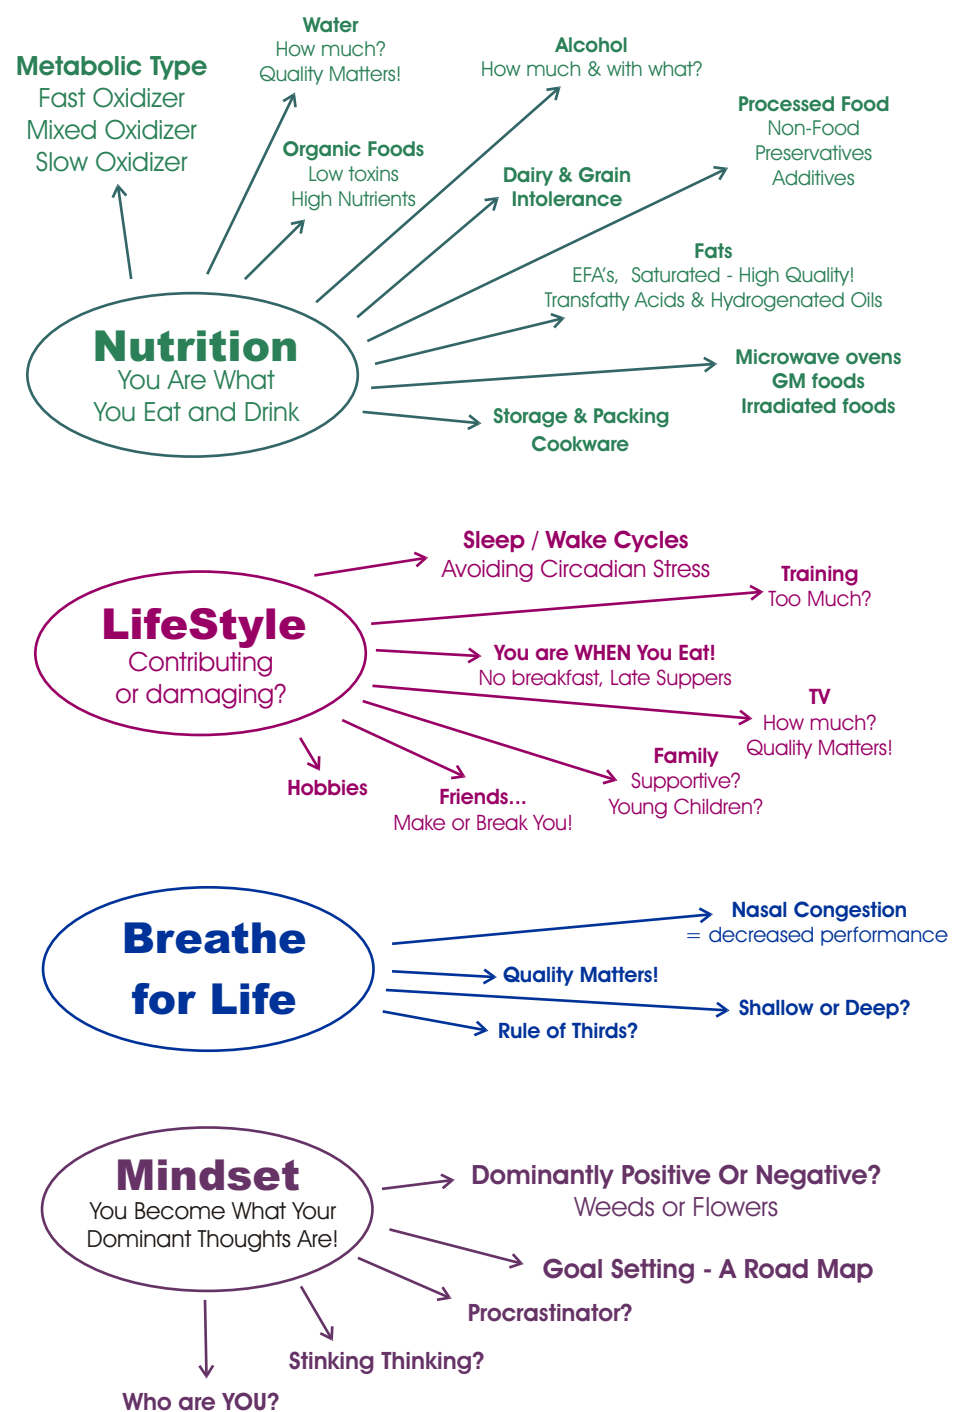 Water
How much?
Quality Matters!
Alcohol
How much & with what?
Metabolic Type
Fast Oxidizer
Mixed Oxidizer
Slow Oxidizer
Processed Food
Non-Food
Preservatives
Additives
Organic Foods
Low toxins
High Nutrients
Dairy & Grain
Intolerance
Fats
EFA's, Saturated - High Quality!
Transfatty Acids & Hydrogenated Oils
Nutrition
You Are What
You Eat and Drink
Microwave ovens
GM foods
Irradiated foods
Storage & Packing
Cookware
Sleep / Wake Cycles
Avoiding Circadian Stress
Training
Too Much?
LifeStyle
Contributing
or damaging?
You are WHEN You Eat!
No breakfast, Late Suppers
TV
How much?
Quality Matters!
Family
Supportive?
Young Children?
Hobbies
Friends...
Make or Break You!
Breathe
for Life
Nasal Congestion
= decreased performance
Quality Matters!
Shallow or Deep?
Rule of Thirds?
Mindset
You Become What Your
Dominant Thoughts Are!
Dominantly Positive Or Negative?
Weeds or Flowers
Goal Setting - A Road Map
Procrastinator?
Stinking Thinking?
Who are YOU?